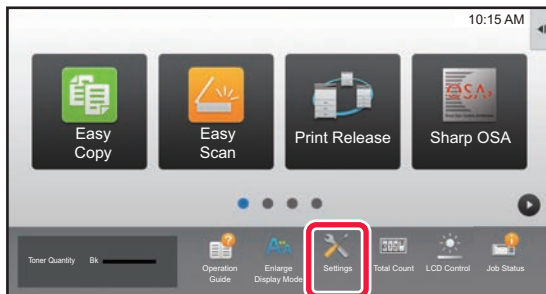 10:15 AM
Easy
Copy
Easy
Scan
Print Release
OSA
Sharp OSA
Toner Quantity Bk
Operation
Guide
Enlarge
Display Mode
Settings
Total Count
LCD Control
Job Status